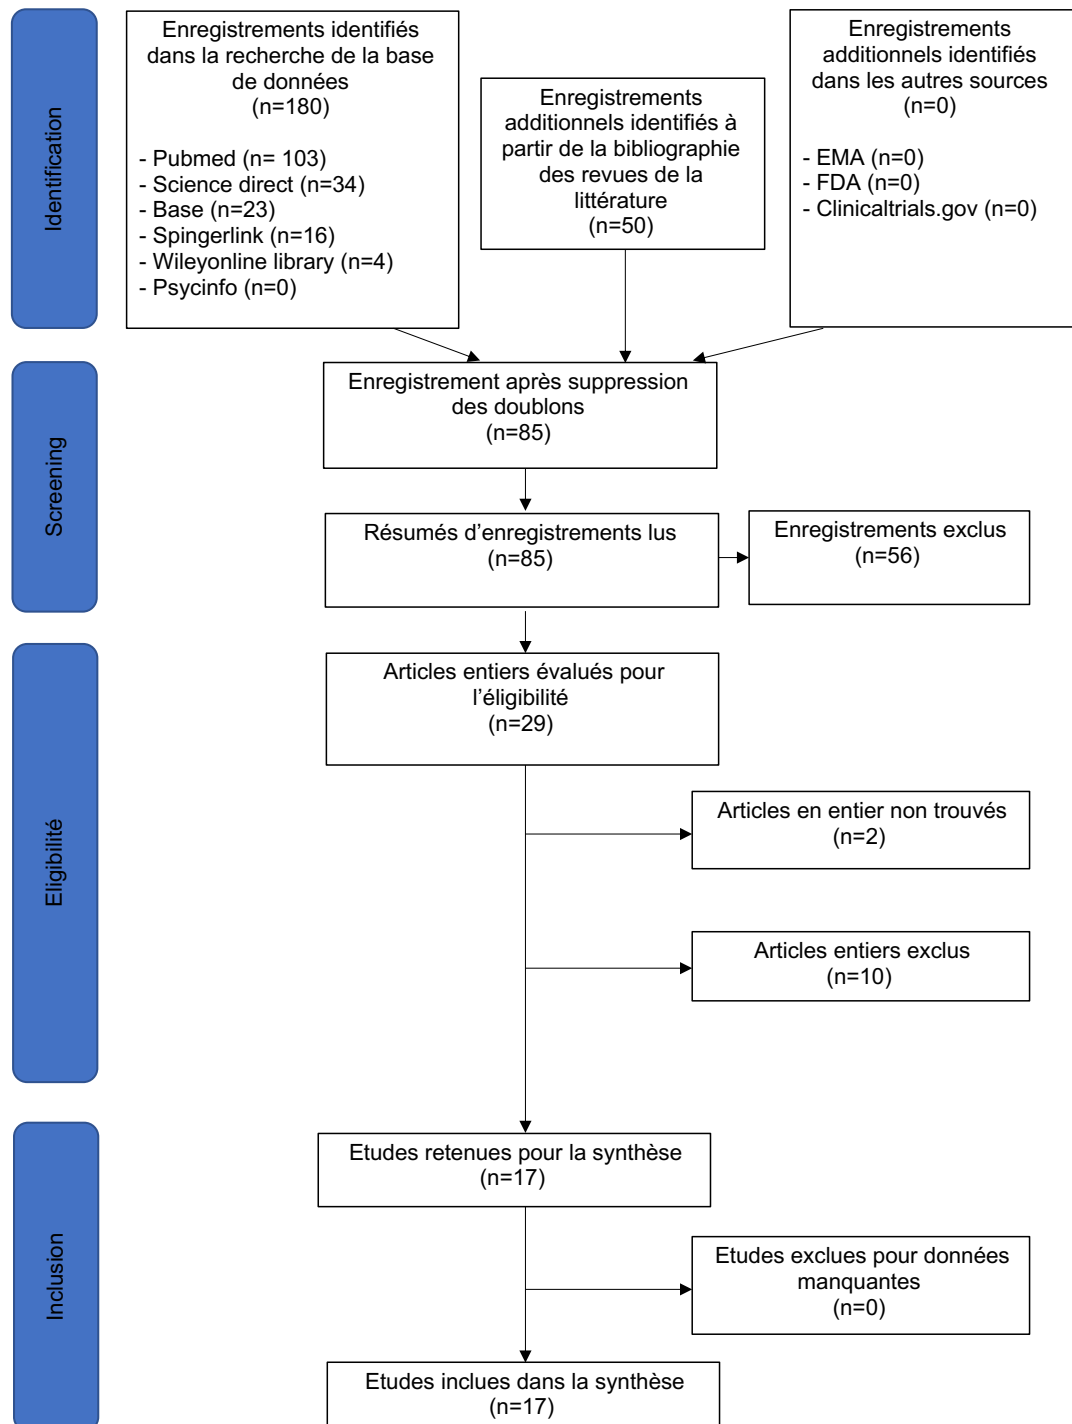 Identification
Enregistrements identifiés
dans la recherche de la base
de données
(n=180)
- Pubmed (n= 103)
- Science direct (n=34)
- Base (n=23)
- Spingerlink (n=16)
- Wileyonline library (n=4)
- Psycinfo (n=0)
Enregistrements
additionnels identifiés à
partir de la bibliographie
des revues de la
littérature
(n=50)
Enregistrements
additionnels identifiés
dans les autres sources
(n=0)
- EMA (n=0)
- FDA (n=0)
- Clinicaltrials.gov (n=0)
Screening
Enregistrement après suppression
des doublons
(n=85)
Résumés d’enregistrements lus
(n=85)
Enregistrements exclus
(n=56)
Eligibilité
Articles entiers évalués pour
l’éligibilité
(n=29)
Articles en entier non trouvés
(n=2)
Articles entiers exclus
(n=10)
Inclusion
Etudes retenues pour la synthèse
(n=17)
Etudes exclues pour données
manquantes
(n=0)
Etudes inclues dans la synthèse
(n=17)